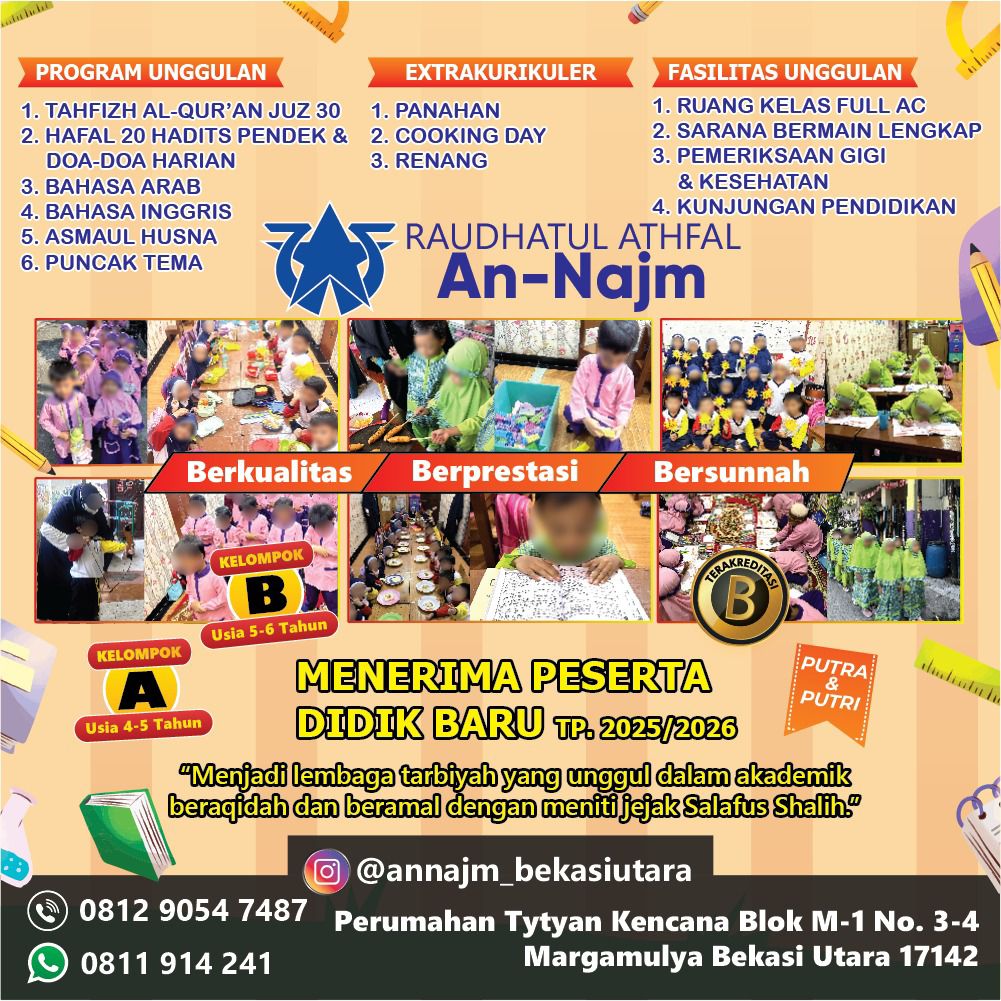 PROGRAM UNGGULAN
1. TAHFIZH AL-QUR'AN JUZ 30
2. HAFAL 20 HADITS PENDEK &
DOA-DOA HARIAN
3. BAHASA ARAB
4. BAHASA INGGRIS
5. ASMAUL HUSNA
6. PUNCAK TEMA
EXTRAKURIKULER
1. PANAHAN
2. COOKING DAY
3. RENANG
FASILITAS UNGGULAN
1. RUANG KELAS FULL AC
2. SARANA BERMAIN LENGKAP
3. PEMERIKSAAN GIGI
& KESEHATAN
4. KUNJUNGAN PENDIDIKAN
RAUDHATUL ATHFAL
An-Najm
Berkualitas
Berprestasi
Bersunnah
KELOMPOK
B
Usia 5-6 Tahun
TERAKREDITASI
B
KELOMPOK
A
Usia 4-5 Tahun
MENERIMA PESERTA
DIDIK BARU TP. 2025/2026
PUTRA
&
PUTRI
“Menjadi lembaga tarbiyah yang unggul dalam akademik
beraqidah dan beramal dengan meniti jejak Salafus Shalih.”
@annajm_bekasiutara
0812 9054 7487
0811 914 241
Perumahan Tytyan Kencana Blok M-1 No. 3-4
Margamulya Bekasi Utara 17142